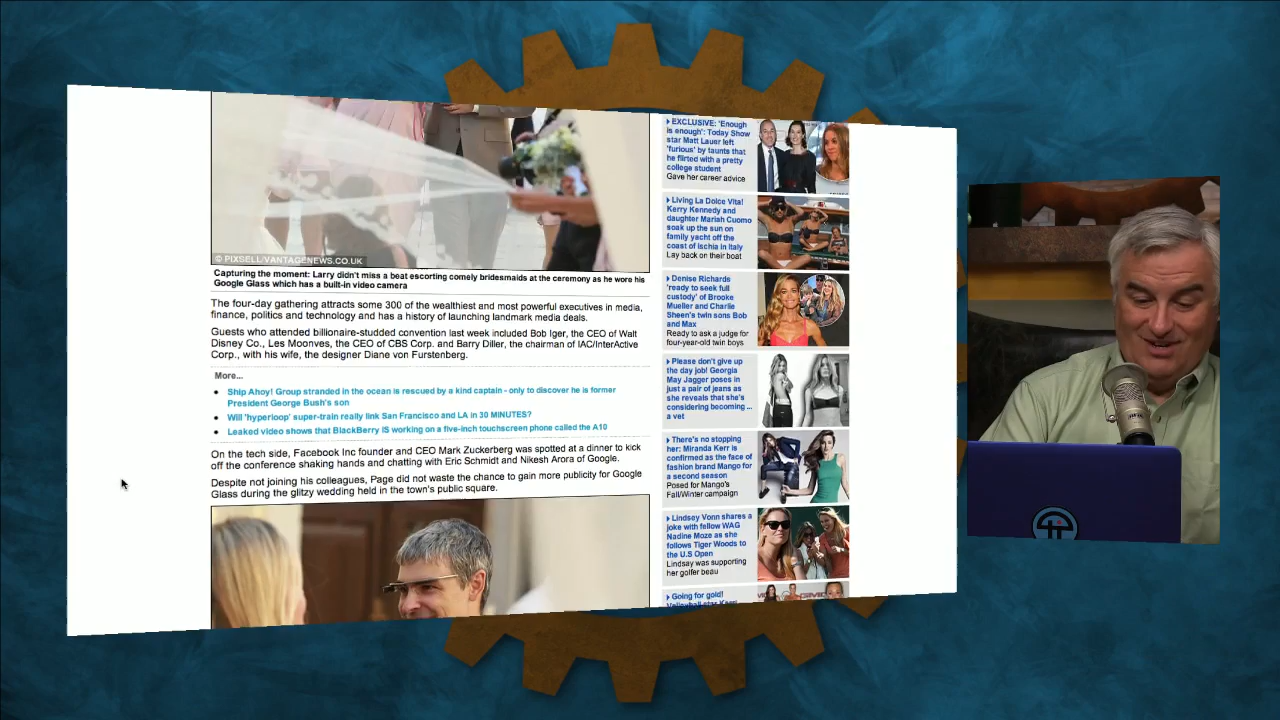 © PIXSELL/VANTAGENEWS.CO.UK
Capturing the moment: Larry didn't miss a beat escorting comely bridesmaids at the ceremony as he wore his
Google Glass which has a built-in video camera
The four-day gathering attracts some 300 of the wealthiest and most powerful executives in media,
finance, politics and technology and has a history of launching landmark media deals.
Guests who attended billionaire-studded convention last week included Bob Iger, the CEO of Walt
Disney Co., Les Moonves, the CEO of CBS Corp. and Barry Diller, the chairman of IAC/InterActive
Corp., with his wife, the designer Diane von Furstenberg.
More...
Ship Ahoy! Group stranded in the ocean is rescued by a kind captain - only to discover he is former
President George Bush's son
Will 'hyperloop' super-train really link San Francisco and LA in 30 MINUTES?
Leaked video shows that BlackBerry IS working on a five-inch touchscreen phone called the A10
On the tech side, Facebook Inc founder and CEO Mark Zuckerberg was spotted at a dinner to kick
off the conference shaking hands and chatting with Eric Schmidt and Nikesh Arora of Google.
Despite not joining his colleagues, Page did not waste the chance to gain more publicity for Google
Glass during the glitzy wedding held in the town's public square.
EXCLUSIVE: 'Enough
is enough': Today Show
star Matt Lauer left
'furious' by taunts that
he flirted with a pretty
college student
Gave her career advice
Living La Dolce Vita!
Kerry Kennedy and
daughter Mariah Cuomo
soak up the sun on
family yacht off the
coast of Ischia in Italy
Lay back on their boat
Denise Richards
'ready to seek full
custody' of Brooke
Mueller and Charlie
Sheen's twin sons Bob
and Max
Ready to ask a judge for
four-year-old twin boys
Please don't give up
the day job! Georgia
May Jagger poses in
just a pair of jeans as
she reveals that she's
considering becoming ...
a vet
There's no stopping
her: Miranda Kerr is
confirmed as the face of
fashion brand Mango for
a second season
Posed for Mango's
Fall/Winter campaign
Lindsey Vonn shares a
joke with fellow WAG
Nadine Moze as she
follows Tiger Woods to
the U.S Open
Lindsay was supporting
her golfer beau
Going for gold!